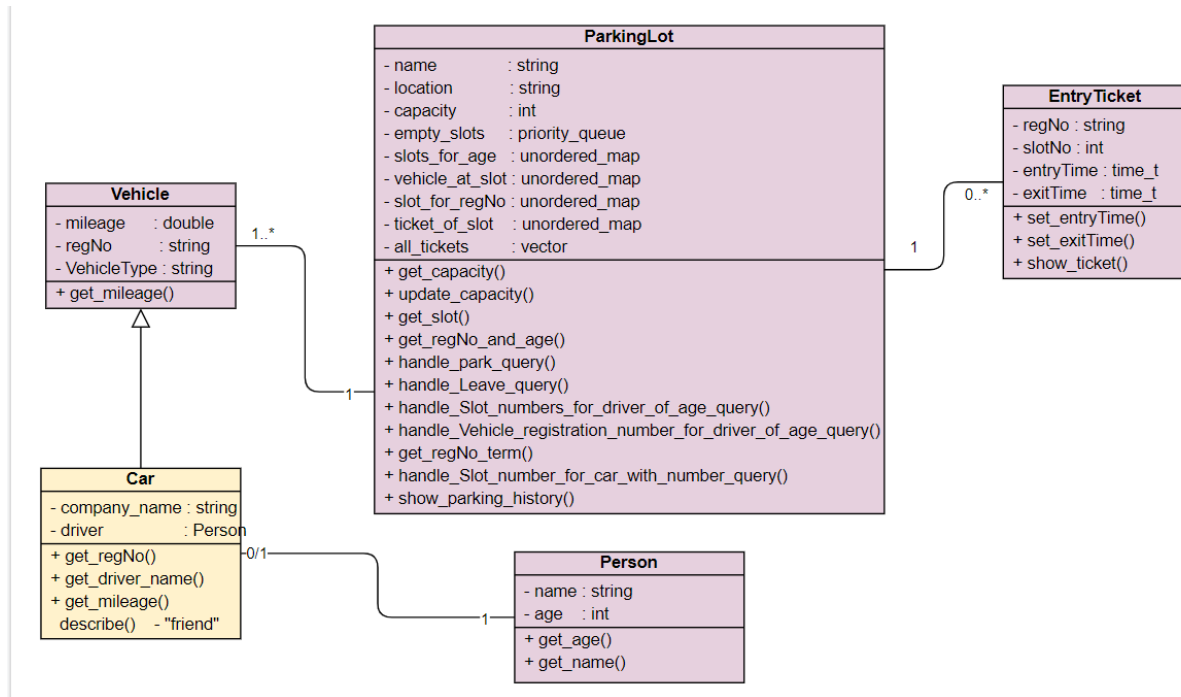 ParkingLot
- name : string
- location : string
- capacity : int
- empty_slots : priority_queue
- slots_for_age : unordered_map
- vehicle_at_slot : unordered_map
- slot_for_regNo : unordered_map
- ticket_of_slot : unordered_map
- all_tickets : vector
+ get_capacity()
+ update_capacity()
+ get_slot()
+ get_regNo_and_age()
+ handle_park_query()
+ handle_Leave_query()
+ handle_Slot_numbers_for_driver_of_age_query()
+ handle_Vehicle_registration_number_for_driver_of_age_query()
+ get_regNo_term()
+ handle_Slot_number_for_car_with_number_query()
+ show_parking_history()
EntryTicket
- regNo : string
- slotNo : int
- entryTime : time_t
- exitTime : time_t
+ set_entryTime()
+ set_exitTime()
+ show_ticket()
0..*
1
Vehicle
- mileage : double
- regNo : string
- VehicleType : string
+ get_mileage()
1..*
1
Car
- company_name : string
- driver : Person
+ get_regNo()
+ get_driver_name()
+ get_mileage()
describe() - "friend"
0/1
1
Person
- name : string
- age : int
+ get_age()
+ get_name()